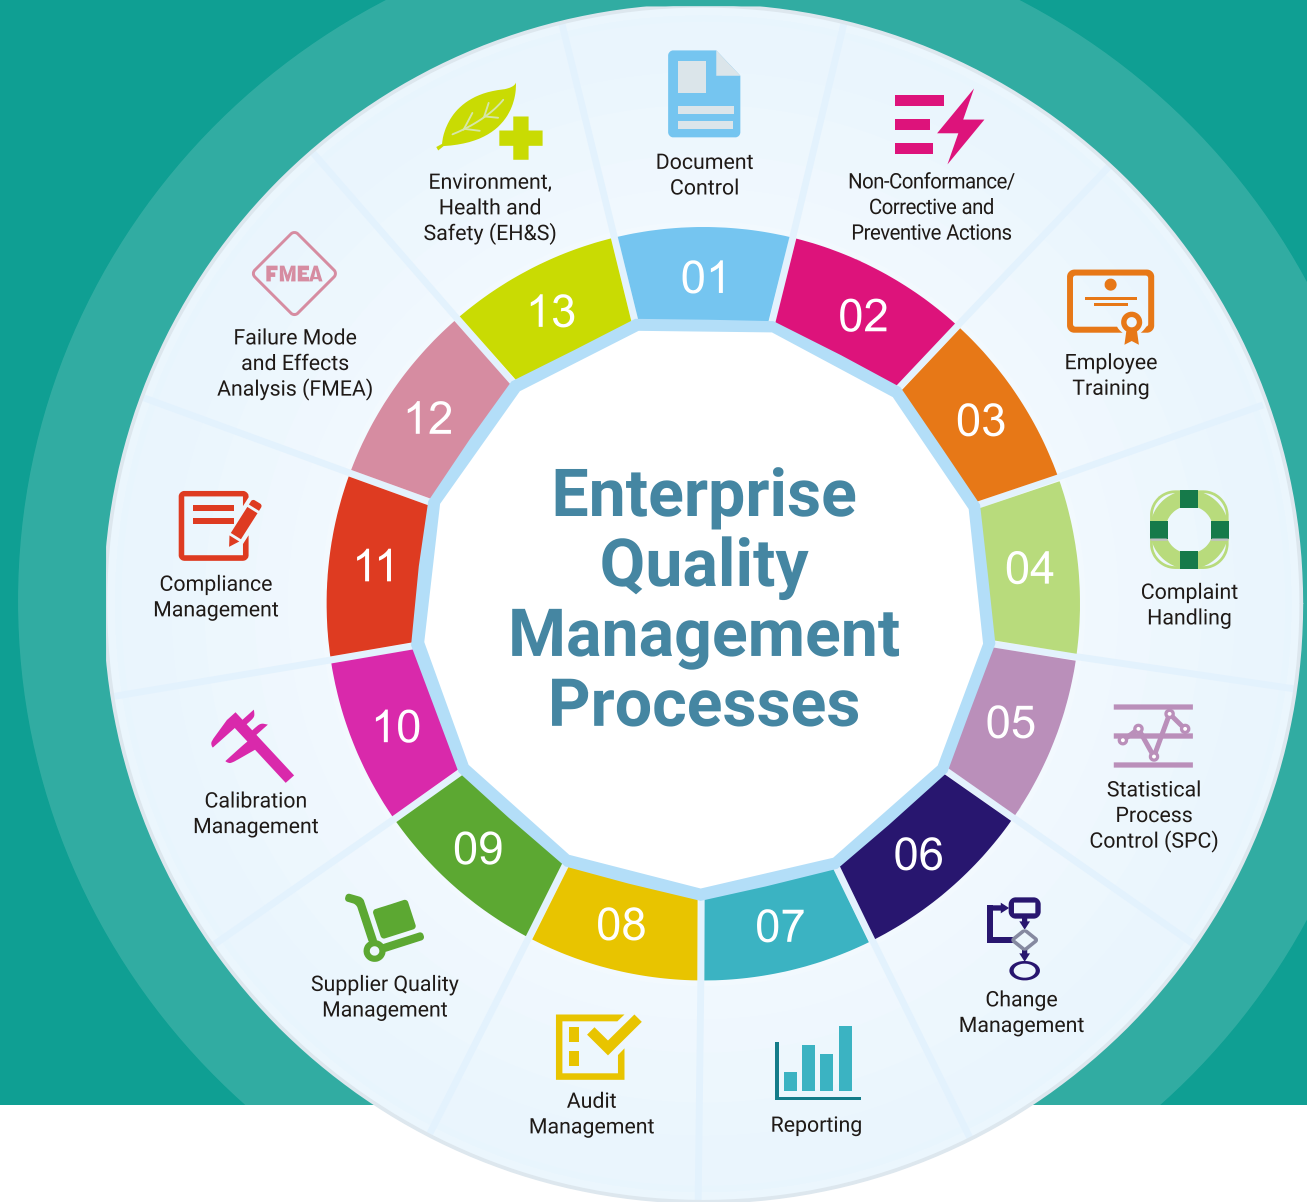 Enterprise
Quality
Management
Processes
01
Document
Control
02
Non-Conformance/
Corrective and
Preventive Actions
03
Employee
Training
04
Complaint
Handling
05
Statistical
Process
Control (SPC)
06
Change
Management
07
Reporting
08
Audit
Management
09
Supplier Quality
Management
10
Calibration
Management
11
Compliance
Management
12
FMEA
Failure Mode
and Effects
Analysis (FMEA)
13
Environment,
Health and
Safety (EH&S)